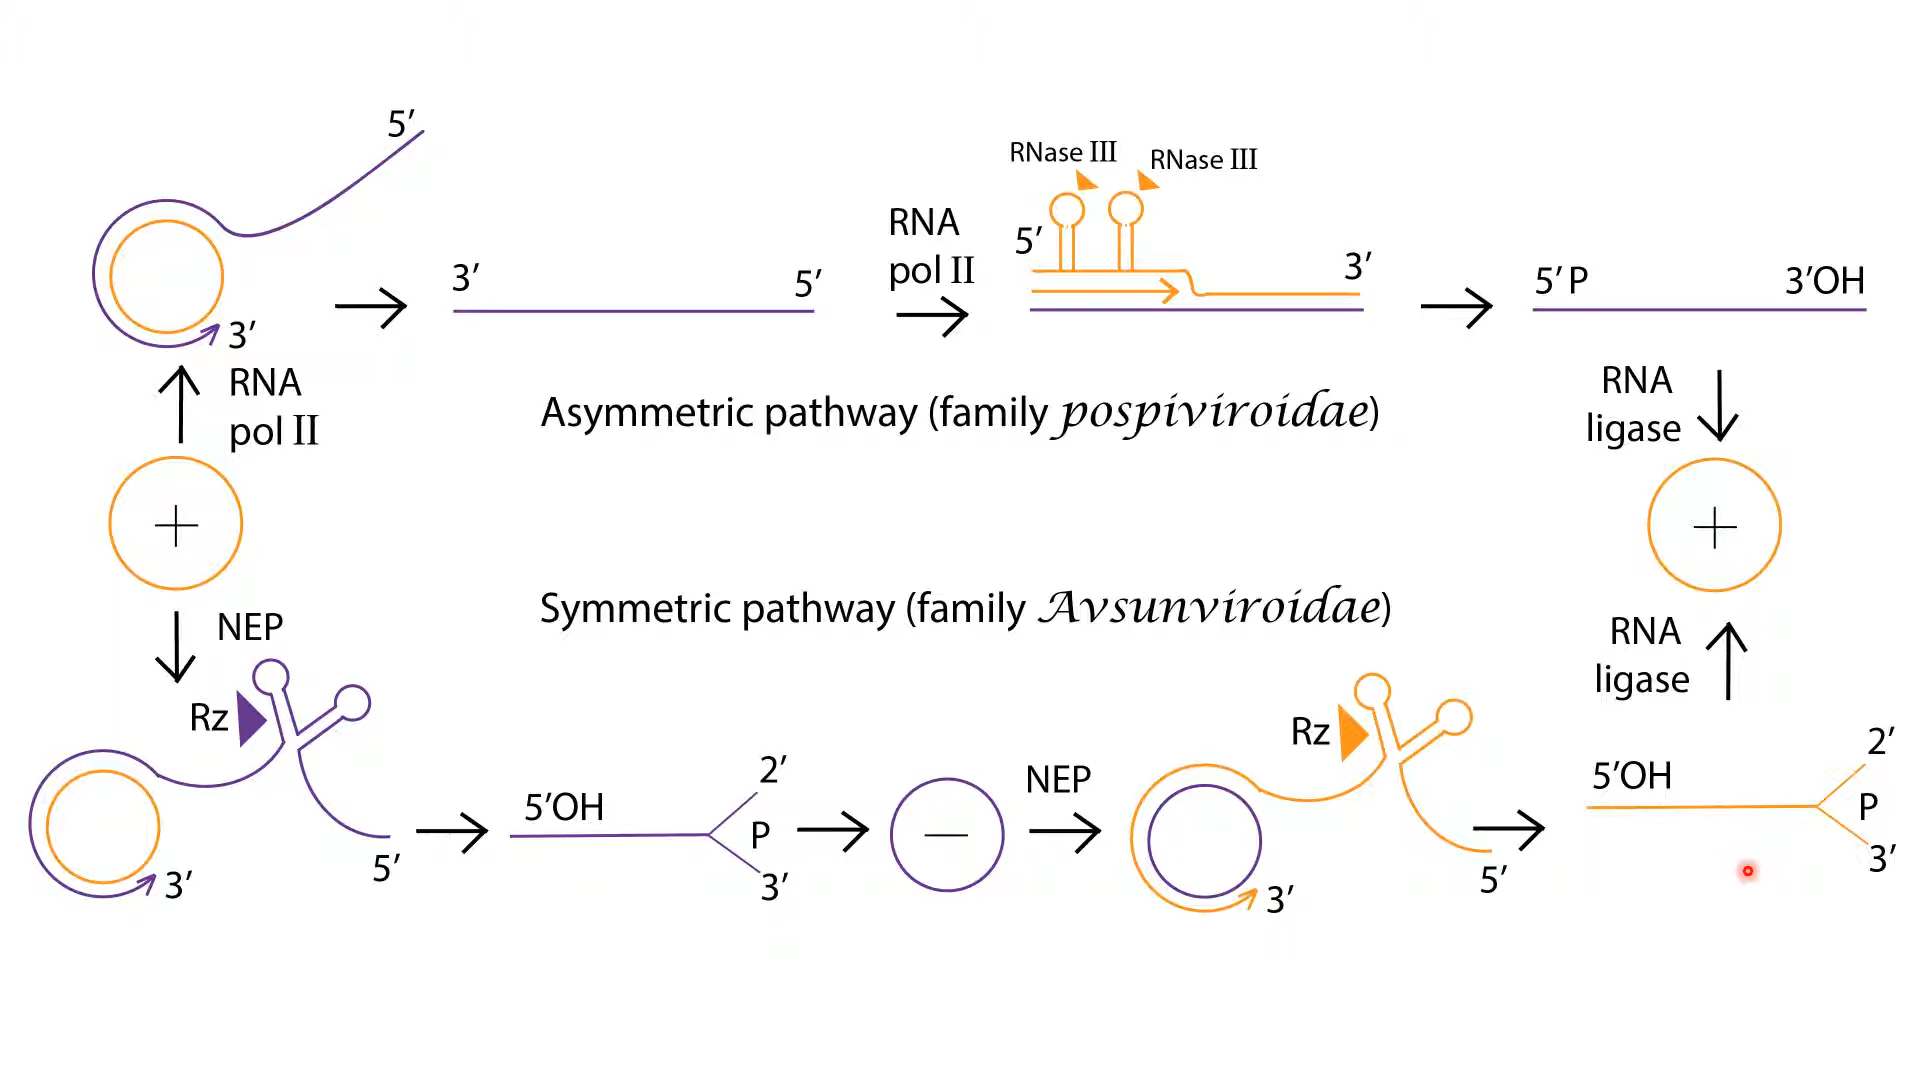 5′
3′
RNA
pol II
3′ 5′
RNA
pol II
RNase III RNase III
5′ 3′
5′ P 3′OH
RNA
ligase
Asymmetric pathway (family pospiviroidae)
+
+
Symmetric pathway (family Avsunviroidae)
NEP
Rz
3′
5′
5′OH
2′
P
3′
—
NEP
Rz
3′
5′
RNA
ligase
5′OH
2′
P
3′